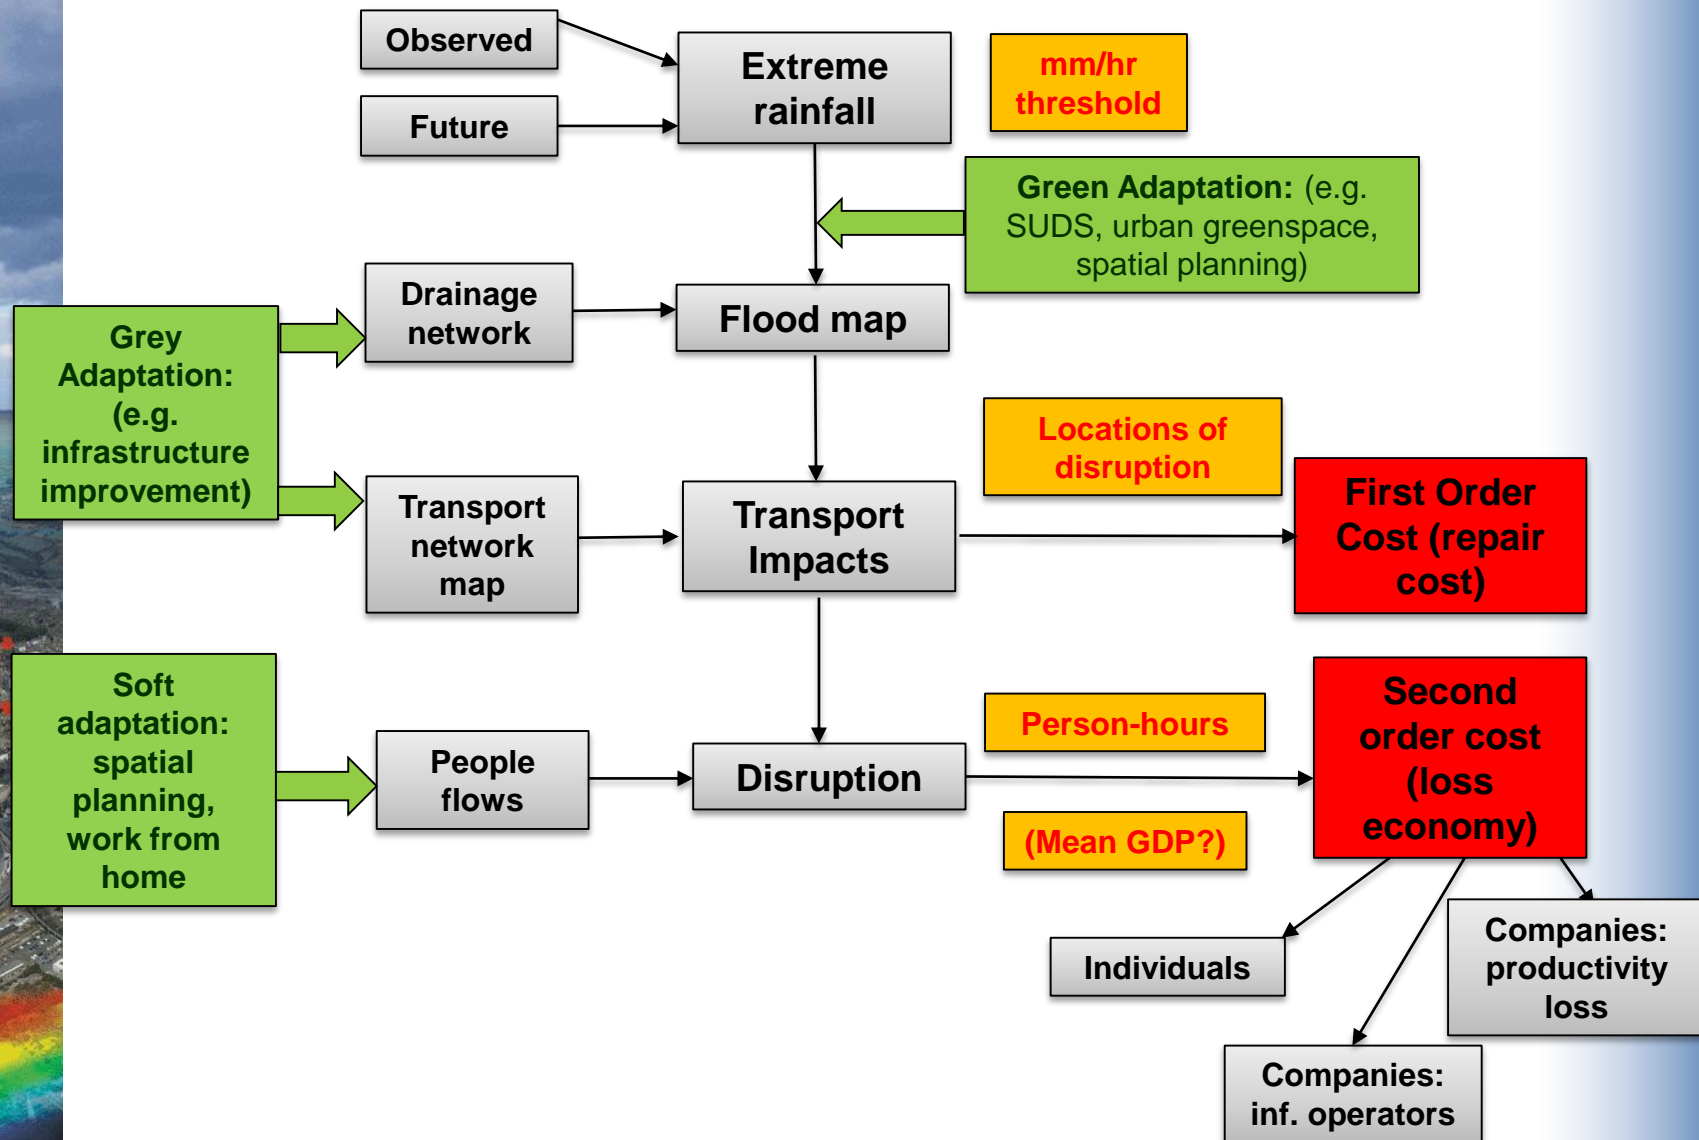 Observed
Extreme
rainfall
mm/hr
threshold
Future
Green Adaptation: (e.g.
SUDS, urban greenspace,
spatial planning)
Drainage
network
Flood map
Grey
Adaptation:
(e.g.
infrastructure
improvement)
Locations of
disruption
Transport
network
map
Transport
Impacts
First Order
Cost (repair
cost)
Soft
adaptation:
spatial
planning,
work from
home
People
flows
Disruption
Person-hours
(Mean GDP?)
Second
order cost
(loss
economy)
Individuals
Companies:
productivity
loss
Companies:
inf. operators